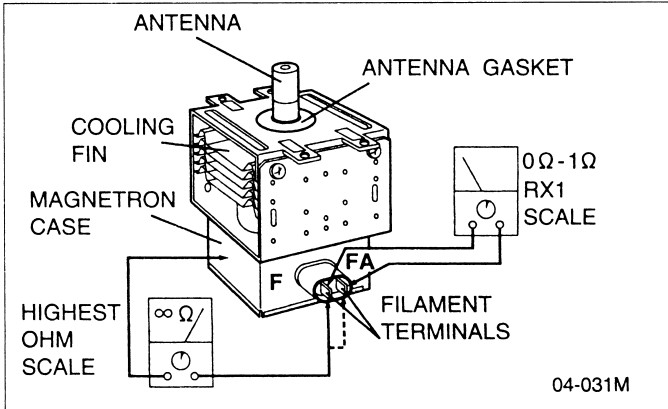 ANTENNA
ANTENNA GASKET
COOLING
FIN
0Ω-1Ω
RX1
SCALE
MAGNETRON
CASE
F
FA
HIGHEST
OHM
SCALE
∞ Ω
FILAMENT
TERMINALS
04-031M